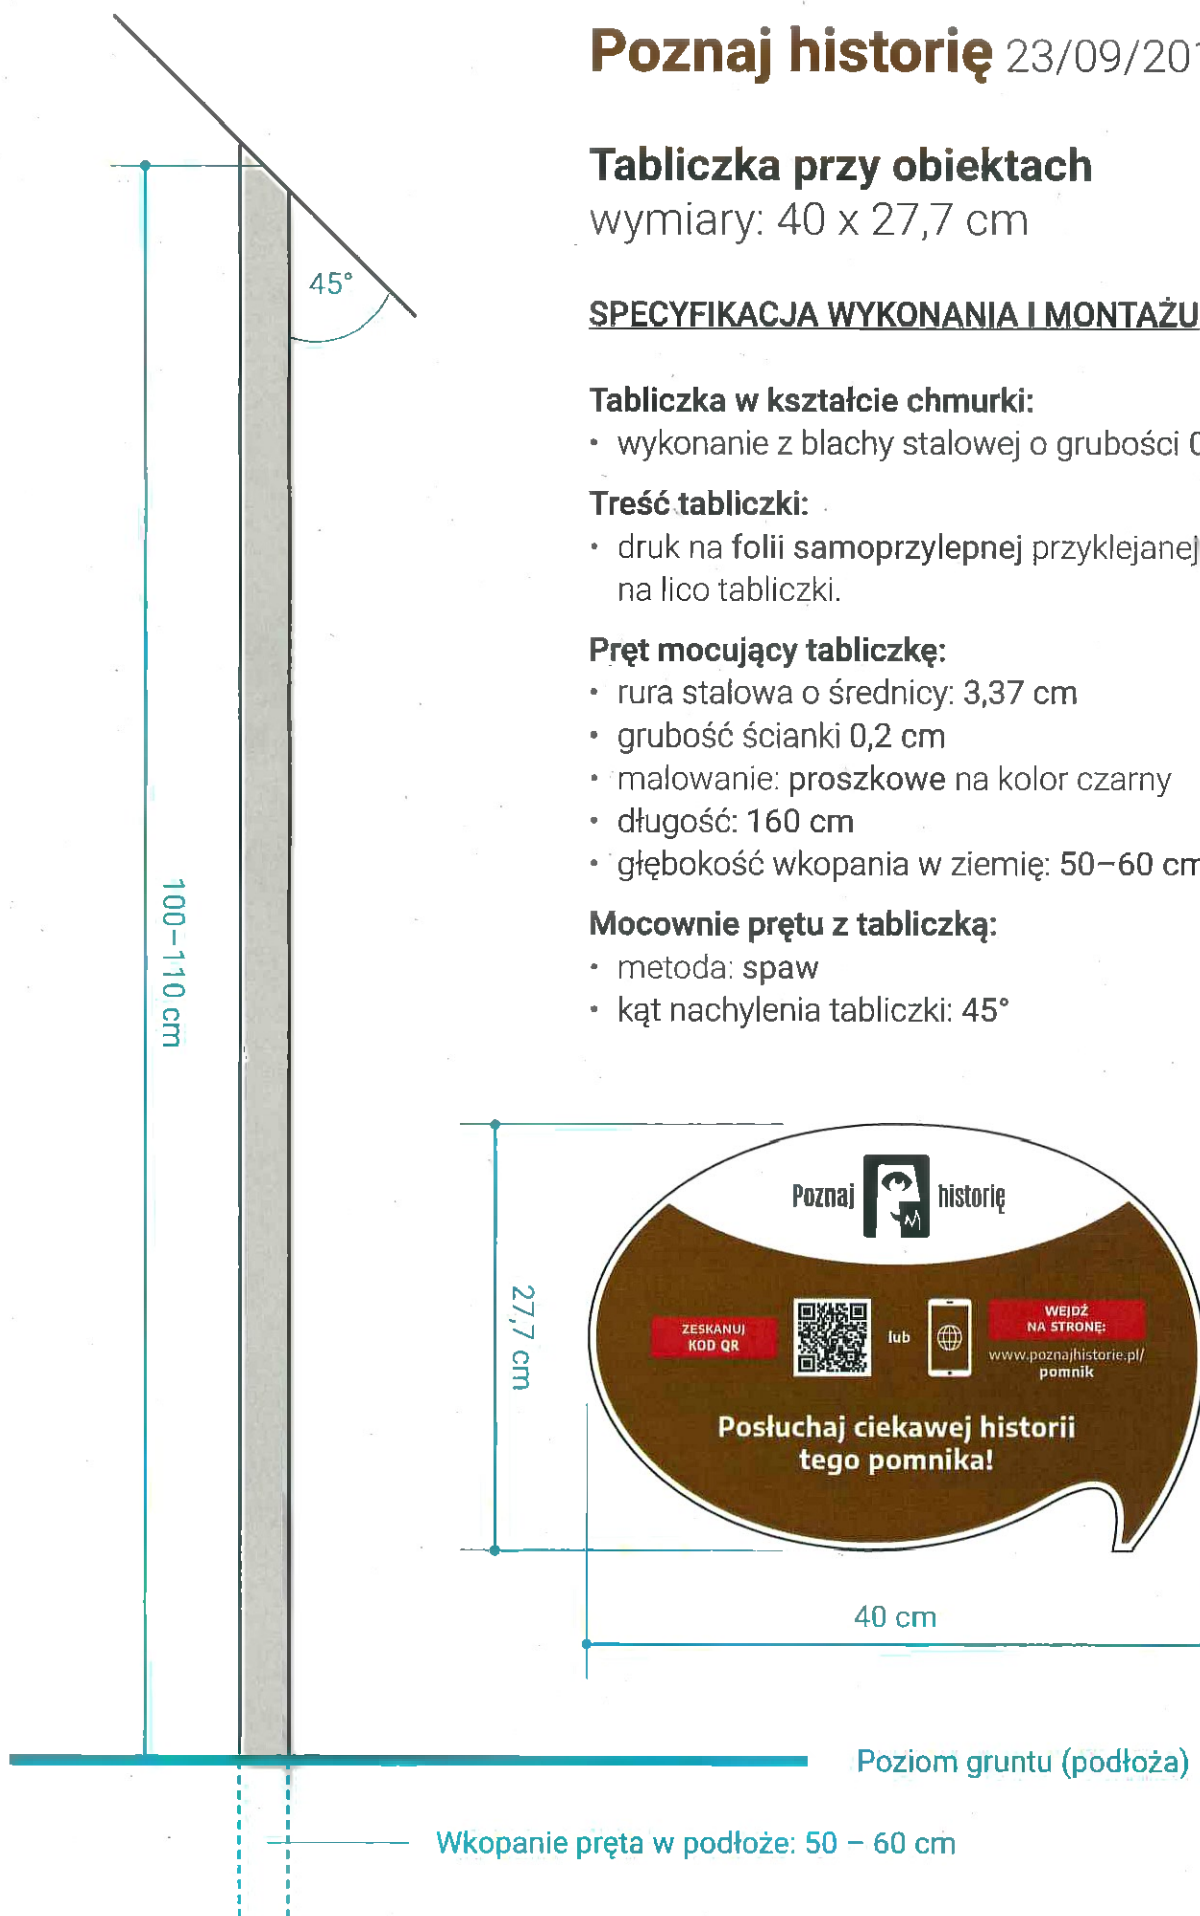 Poznaj historię 23/09/201
Tabliczka przy obiektach
wymiary: 40 x 27,7 cm
SPECYFIKACJA WYKONANIA I MONTAŻU
Tabliczka w kształcie chmurki:
• wykonanie z blachy stalowej o grubości 0
Treść tabliczki:
• druk na folii samoprzylepnej przyklejanej
na lico tabliczki.
Pręt mocujący tabliczkę:
• rura stalowa o średnicy: 3,37 cm
• grubość ścianki 0,2 cm
• malowanie: proszkowe na kolor czarny
• długość: 160 cm
• głębokość wkopania w ziemię: 50–60 cm
Mocownie prętu z tabliczką:
• metoda: spaw
• kąt nachylenia tabliczki: 45°
45°
100–110 cm
27,7 cm
Poznaj historię
ZESKANUJ
KOD QR
lub
WEJDŹ
NA STRONĘ:
www.poznajhistorie.pl/
pomnik
Posłuchaj ciekawej historii
tego pomnika!
40 cm
Poziom gruntu (podłoża)
Wkopanie pręta w podłoże: 50 – 60 cm